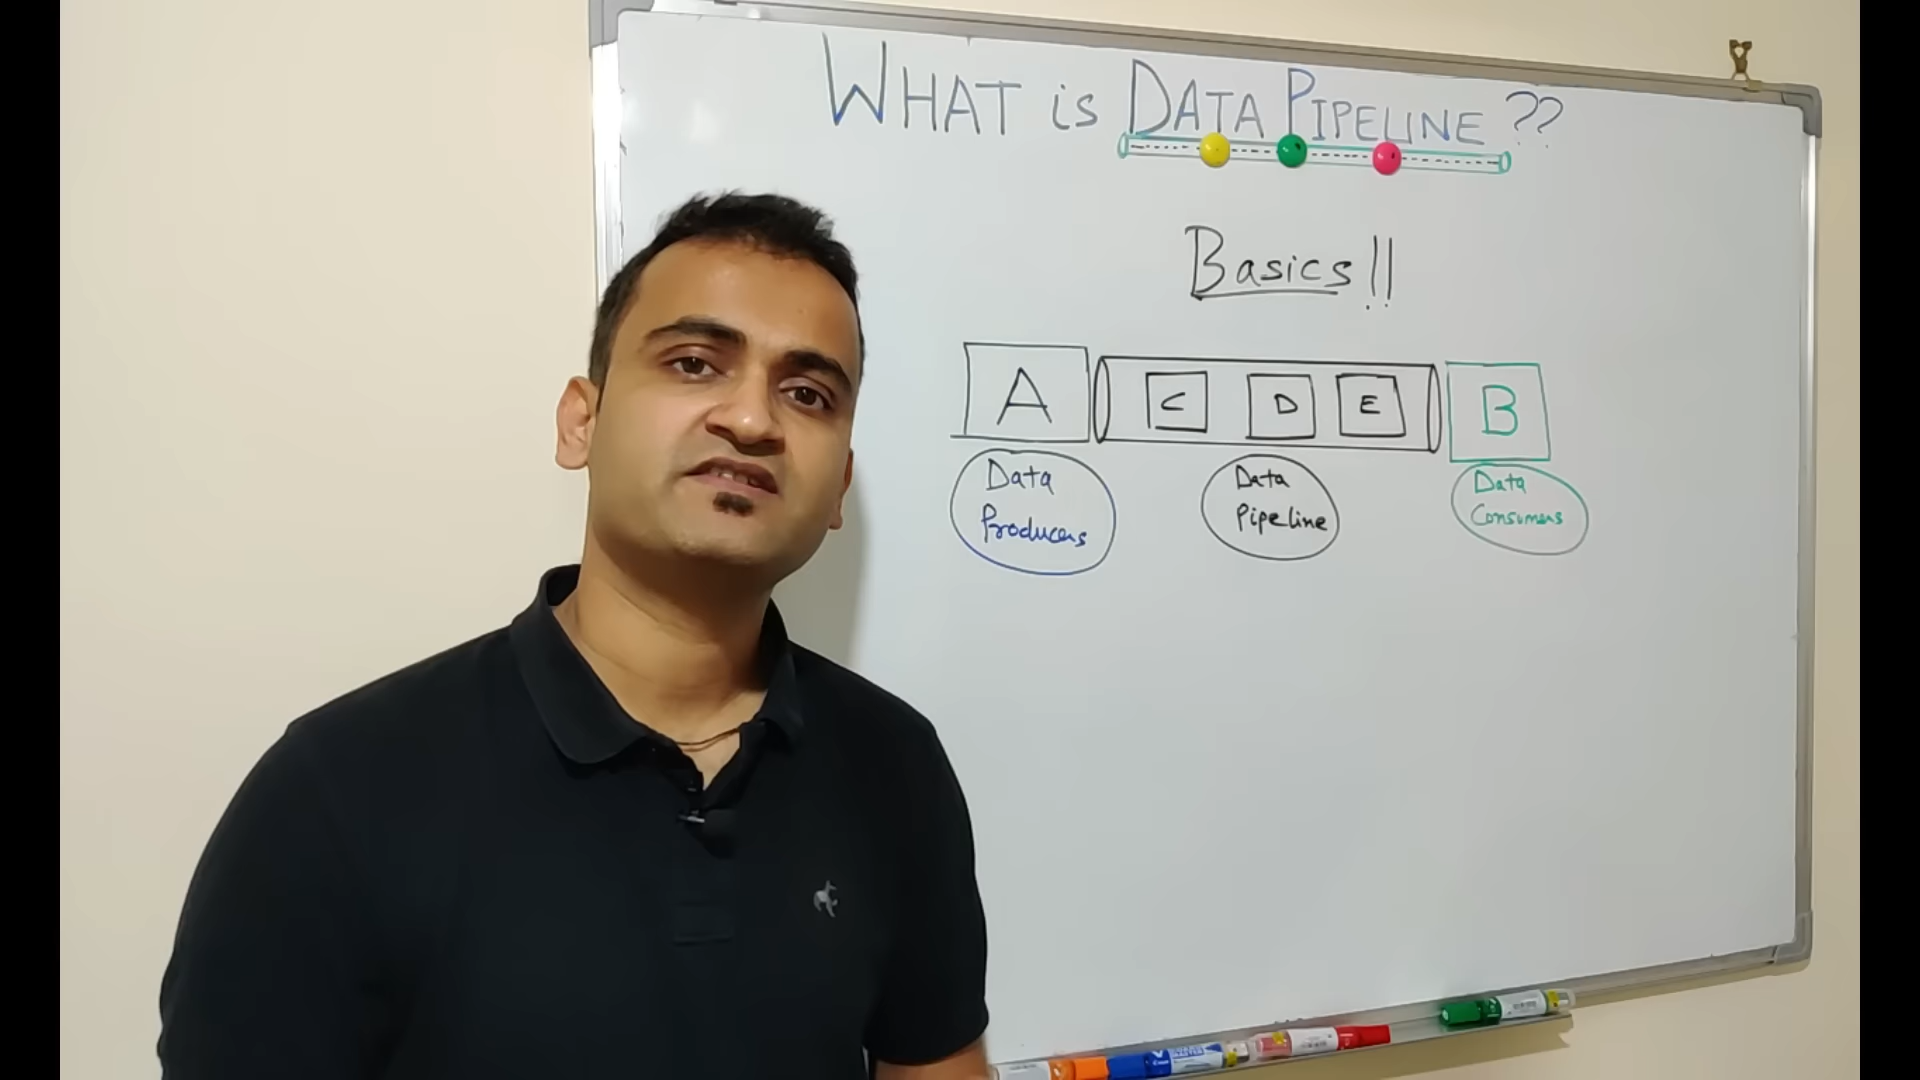 WHAT is DATA PIPELINE ??
Basics!!
A
C
D
E
B
Data
Producers
Data
Pipeline
Data
Consumers